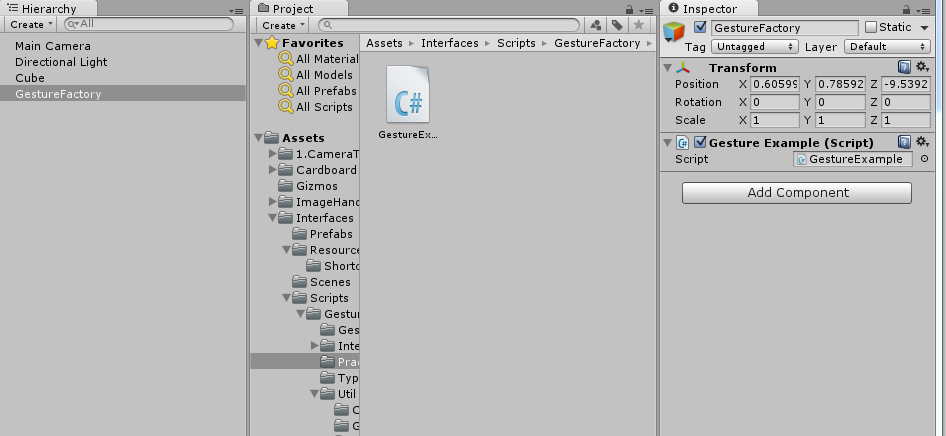 Hierarchy
Create
All
Main Camera
Directional Light
Cube
GestureFactory
Project
Create
Favorites
All Material
All Models
All Prefabs
All Scripts
Assets
1.CameraT
Cardboard
Gizmos
ImageHand
Interfaces
Prefabs
Resource
Shortc
Scenes
Scripts
Gestur
Ges
Inte
Prac
Typ
Util
C
G
Assets Interfaces Scripts GestureFactory
C#
GestureEx...
Inspector
GestureFactory Static
Tag Untagged Layer Default
Transform
Position X 0.60599 Y 0.78592 Z -9.5392
Rotation X 0 Y 0 Z 0
Scale X 1 Y 1 Z 1
Gesture Example (Script)
Script GestureExample
Add Component